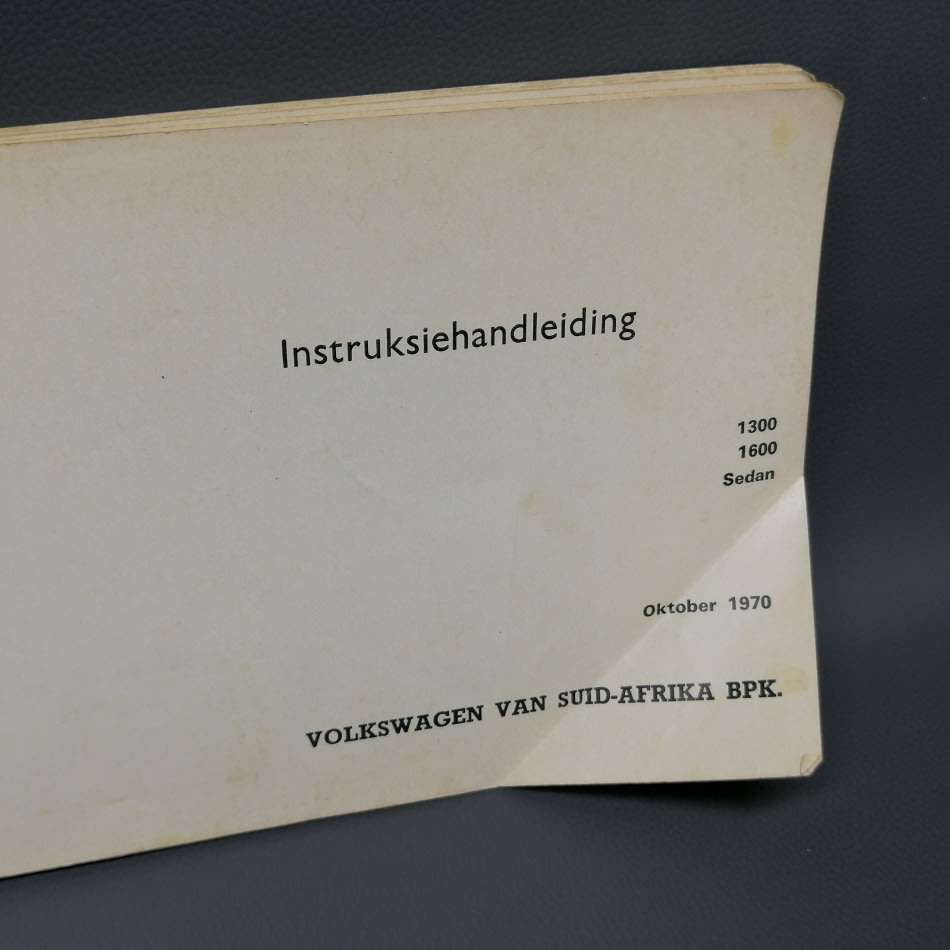 Instruksiehandleiding
1300
1600
Sedan
Oktober 1970
VOLKSWAGEN VAN SUID-AFRIKA BPK.